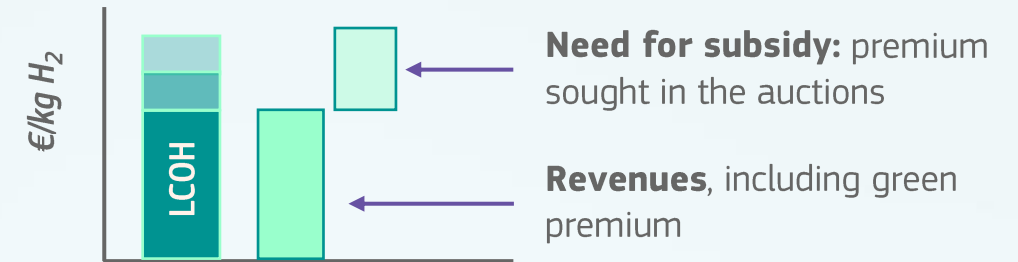 €/kg H₂
LCOH
Need for subsidy: premium
sought in the auctions
Revenues, including green
premium